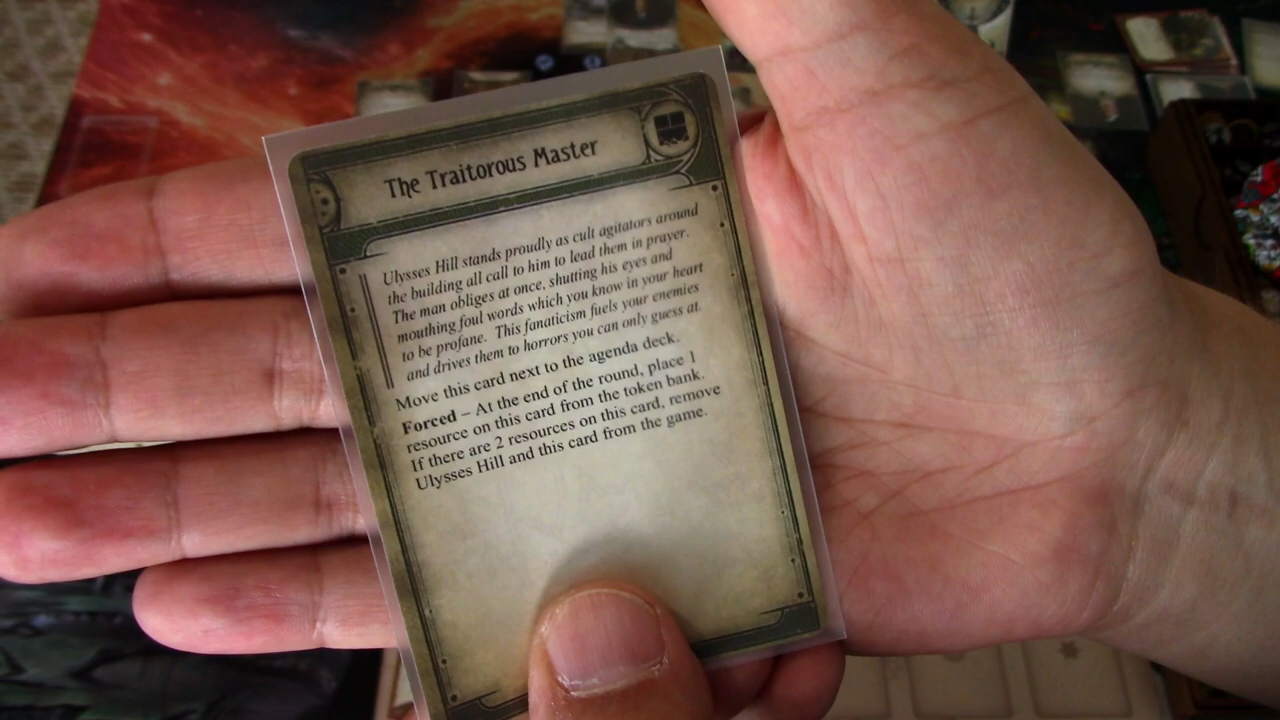 The Traitorous Master
Ulysses Hill stands proudly as cult agitators around
the building all call to him to lead them in prayer.
The man obliges at once, shutting his eyes and
mouthing foul words which you know in your heart
to be profane. This fanaticism fuels your enemies
and drives them to horrors you can only guess at.
Move this card next to the agenda deck.
Forced – At the end of the round, place 1
resource on this card from the token bank.
If there are 2 resources on this card, remove
Ulysses Hill and this card from the game.